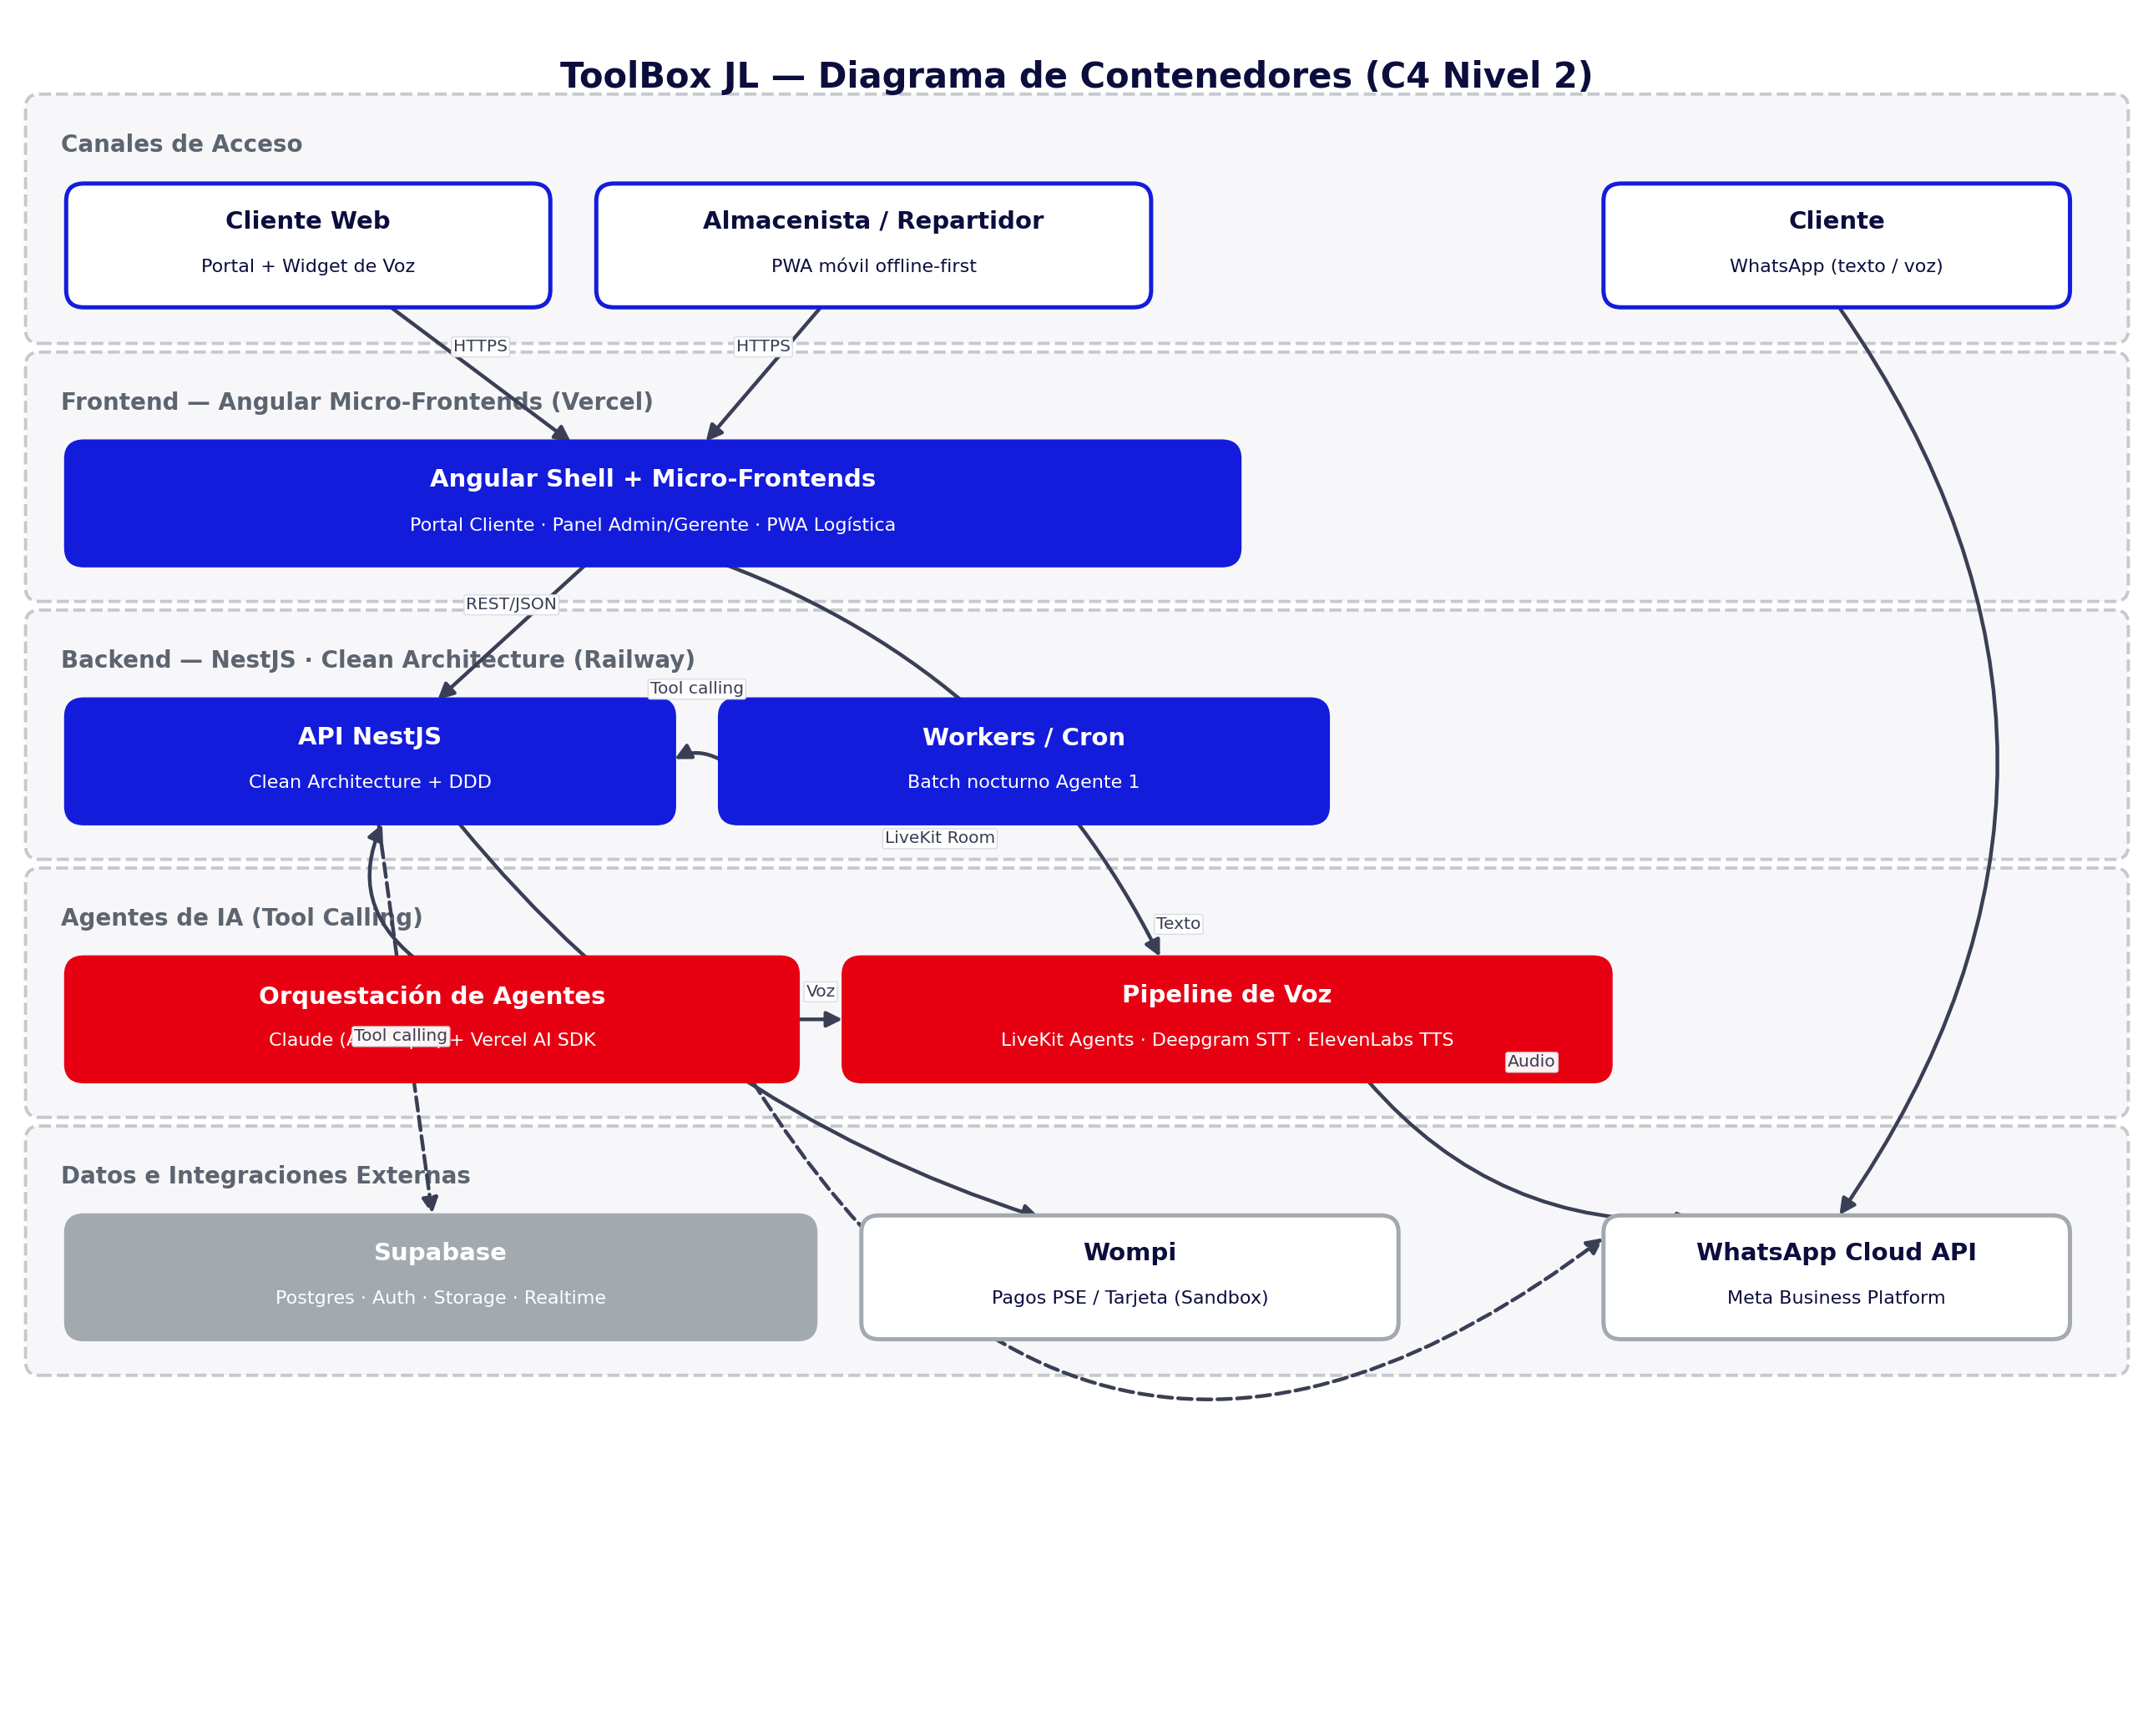 ToolBox JL — Diagrama de Contenedores (C4 Nivel 2)
Canales de Acceso
Cliente Web
Portal + Widget de Voz
Almacenista / Repartidor
PWA móvil offline-first
Cliente
WhatsApp (texto / voz)
HTTPS
HTTPS
Frontend — Angular Micro-Frontends (Vercel)
Angular Shell + Micro-Frontends
Portal Cliente · Panel Admin/Gerente · PWA Logística
REST/JSON
Backend — NestJS · Clean Architecture (Railway)
Tool calling
API NestJS
Clean Architecture + DDD
Workers / Cron
Batch nocturno Agente 1
LiveKit Room
Agentes de IA (Tool Calling)
Texto
Orquestación de Agentes
Claude ( + Vercel AI SDK
Tool calling
Voz
Pipeline de Voz
LiveKit Agents · Deepgram STT · ElevenLabs TTS
Audio
Datos e Integraciones Externas
Supabase
Postgres · Auth · Storage · Realtime
Wompi
Pagos PSE / Tarjeta (Sandbox)
WhatsApp Cloud API
Meta Business Platform